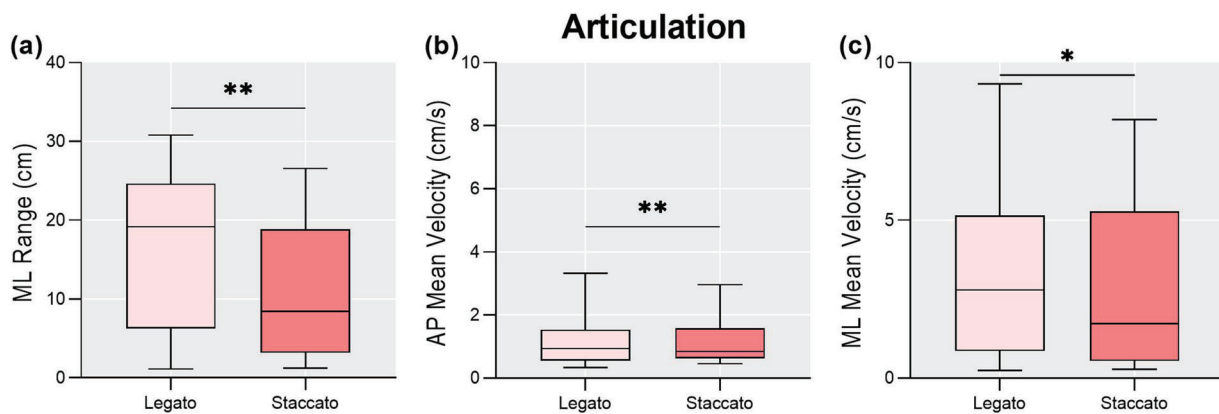 Articulation
(a)
ML Range (cm)
40
30
20
10
0
**
Legato Staccato
(b)
AP Mean Velocity (cm/s)
10
8
6
4
2
0
**
Legato Staccato
(c)
ML Mean Velocity (cm/s)
10
5
0
*
Legato Staccato